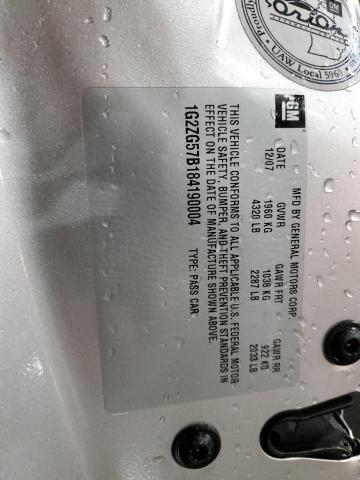 GM
MFD BY GENERAL MOTORS CORP.
DATE GVWR GAWR FRT GAWR RR
12/07 1960 KG 1038 KG 922 KG
4320 LB 2287 LB 2033 LB
THIS VEHICLE CONFORMS TO ALL APPLICABLE U.S. FEDERAL MOTOR
VEHICLE SAFETY, BUMPER, AND THEFT PREVENTION STANDARDS IN
EFFECT ON THE DATE OF MANUFACTURE SHOWN ABOVE.
1G2ZG57B184190004 TYPE: PASS CAR
GM
Orion
UAW Local 5960